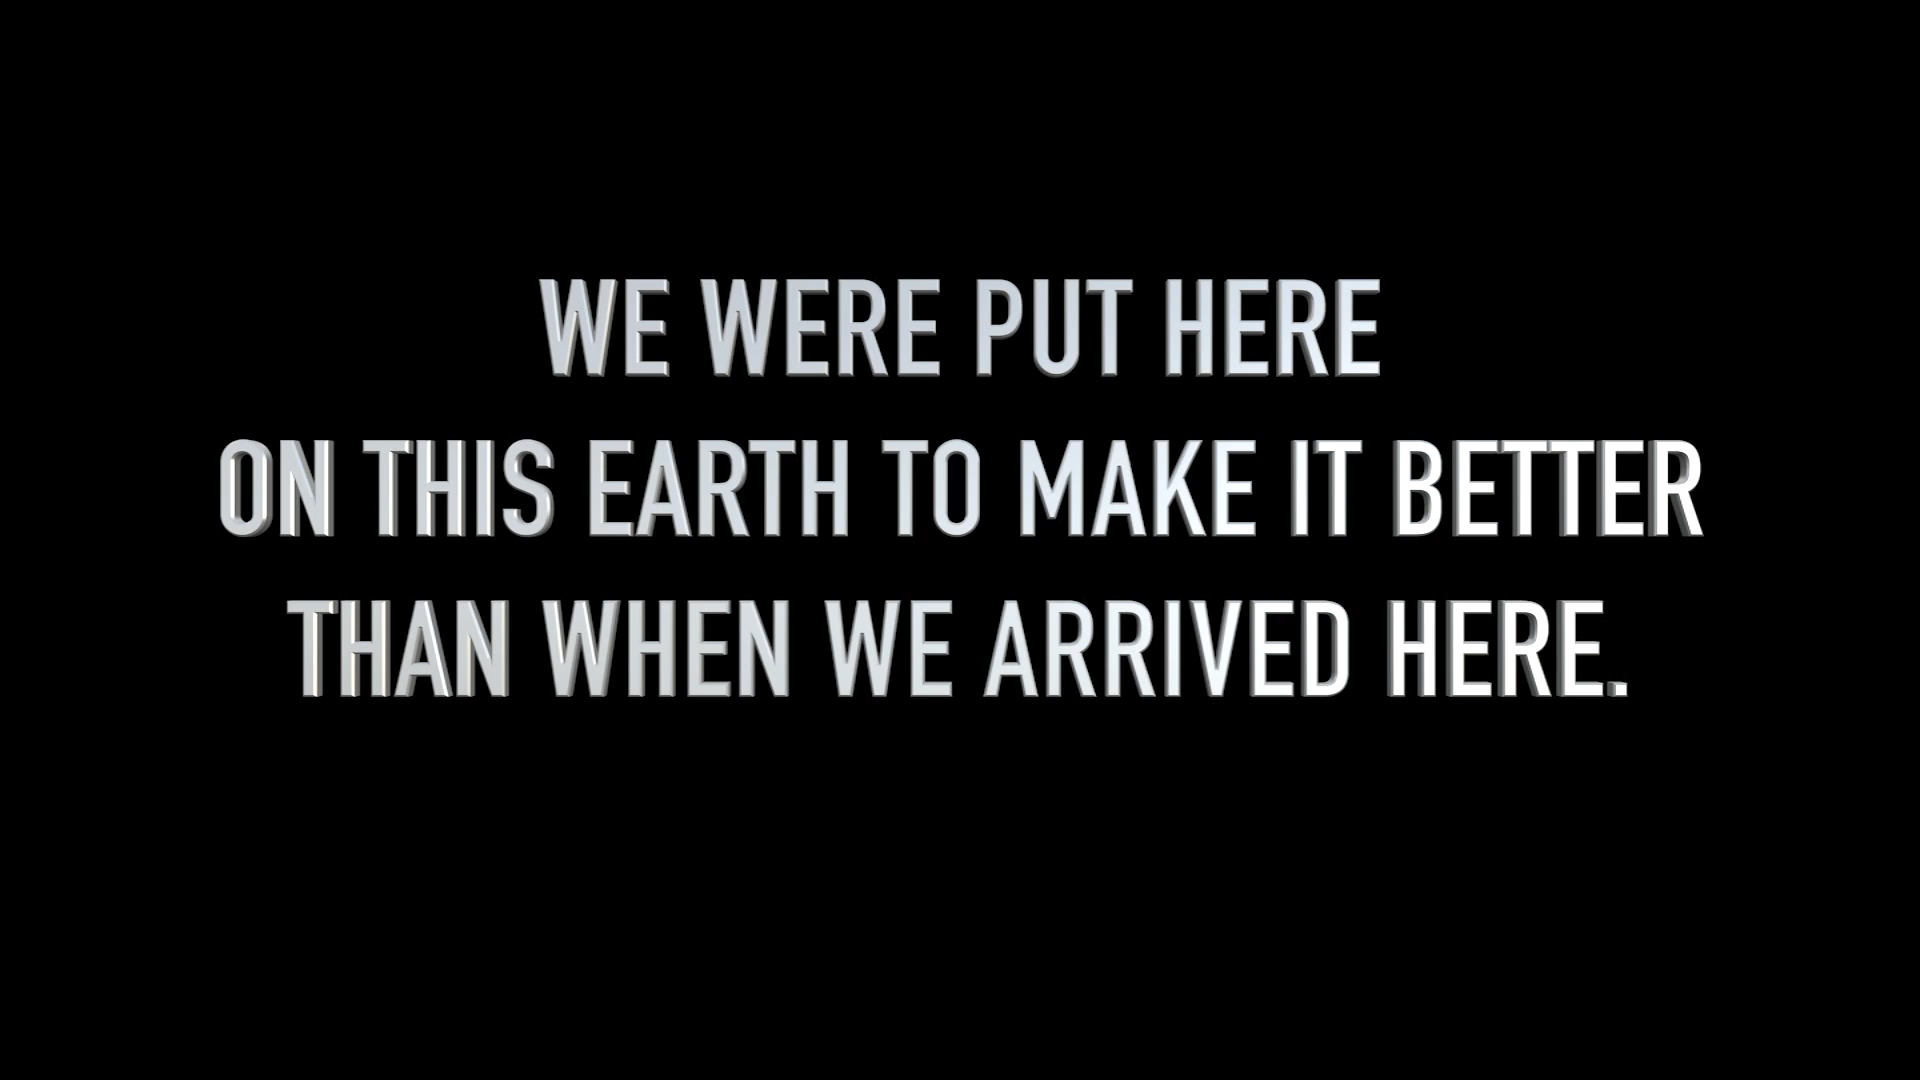 WE WERE PUT HERE
ON THIS EARTH TO MAKE IT BETTER
THAN WHEN WE ARRIVED HERE.